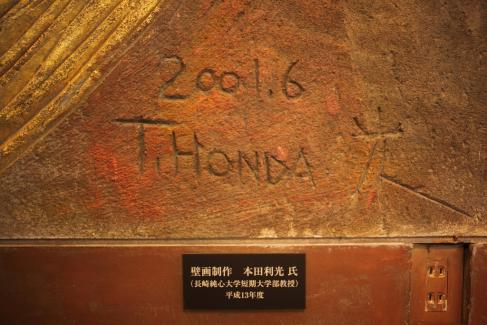 2001.6
T.HONDA 光
壁画制作 本田利光 氏
(長崎純心大学短期大学部教授)
平成13年度